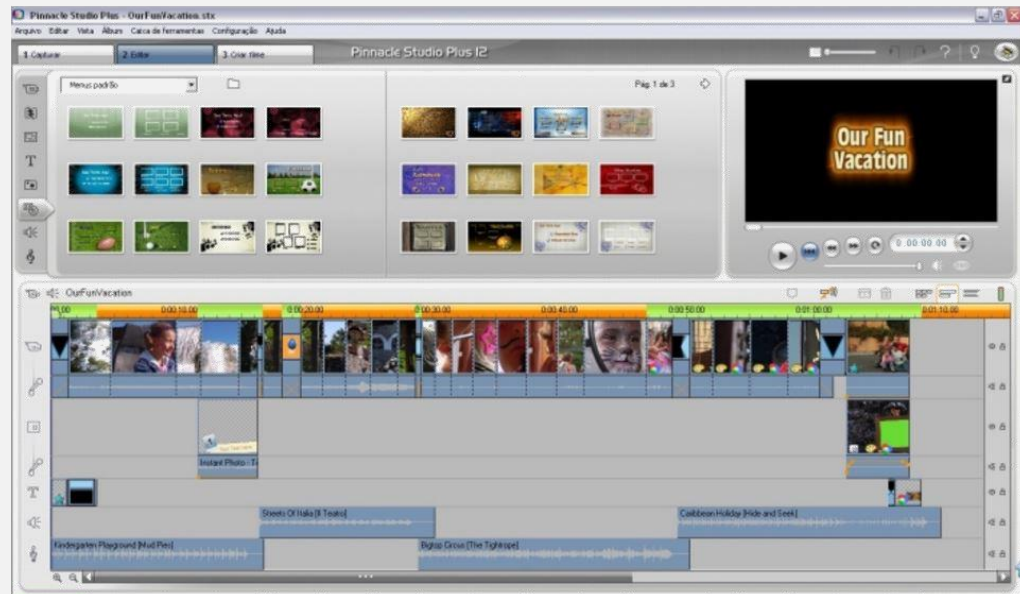 Pinnacle Studio Plus - OurFunVacation.stx
Arquivo Editar Vista Álbum Caixa de ferramentas Configuração Ajuda
1 Capturar 2 Editar 3 Criar filme Pinnacle Studio Plus 12
Menus padrão Pág. 1 de 3
Our Fun
Vacation
0:00:00.00
OurFunVacation
0:00:10.00 0:00:20.00 0:00:30.00 0:00:40.00 0:00:50.00 0:01:00.00 0:01:10.00
Instant Photo - T
Streets Of Italia [Il Teatro] Caribbean Holiday [Hide and Seek]
Kindergarten Playground [Mud Pies] Bigtop Circus [The Tightrope]